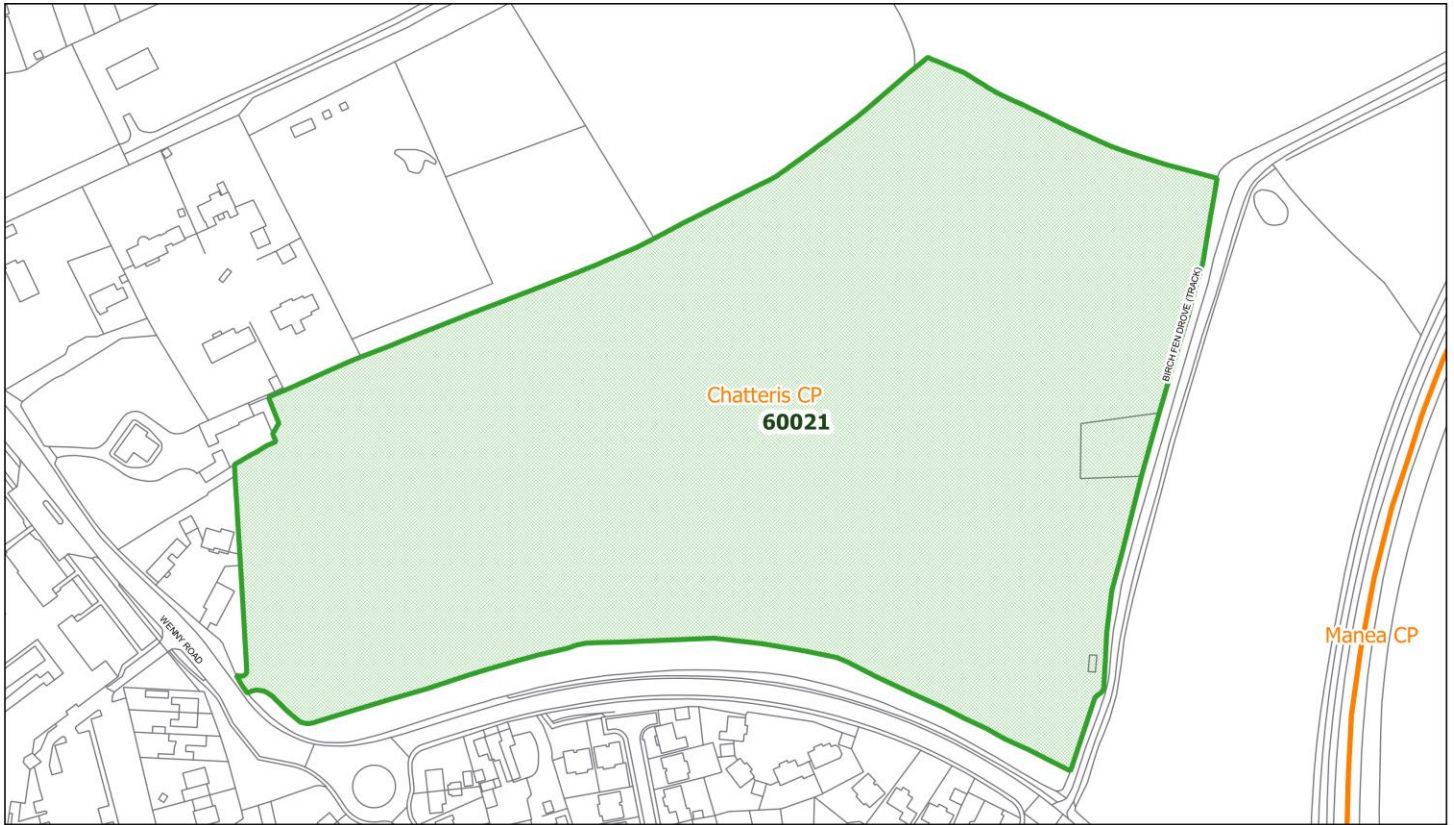 Chatteris CP
60021
BIRCH FEN DROVE (TRACK)
WENNY ROAD
Manea CP